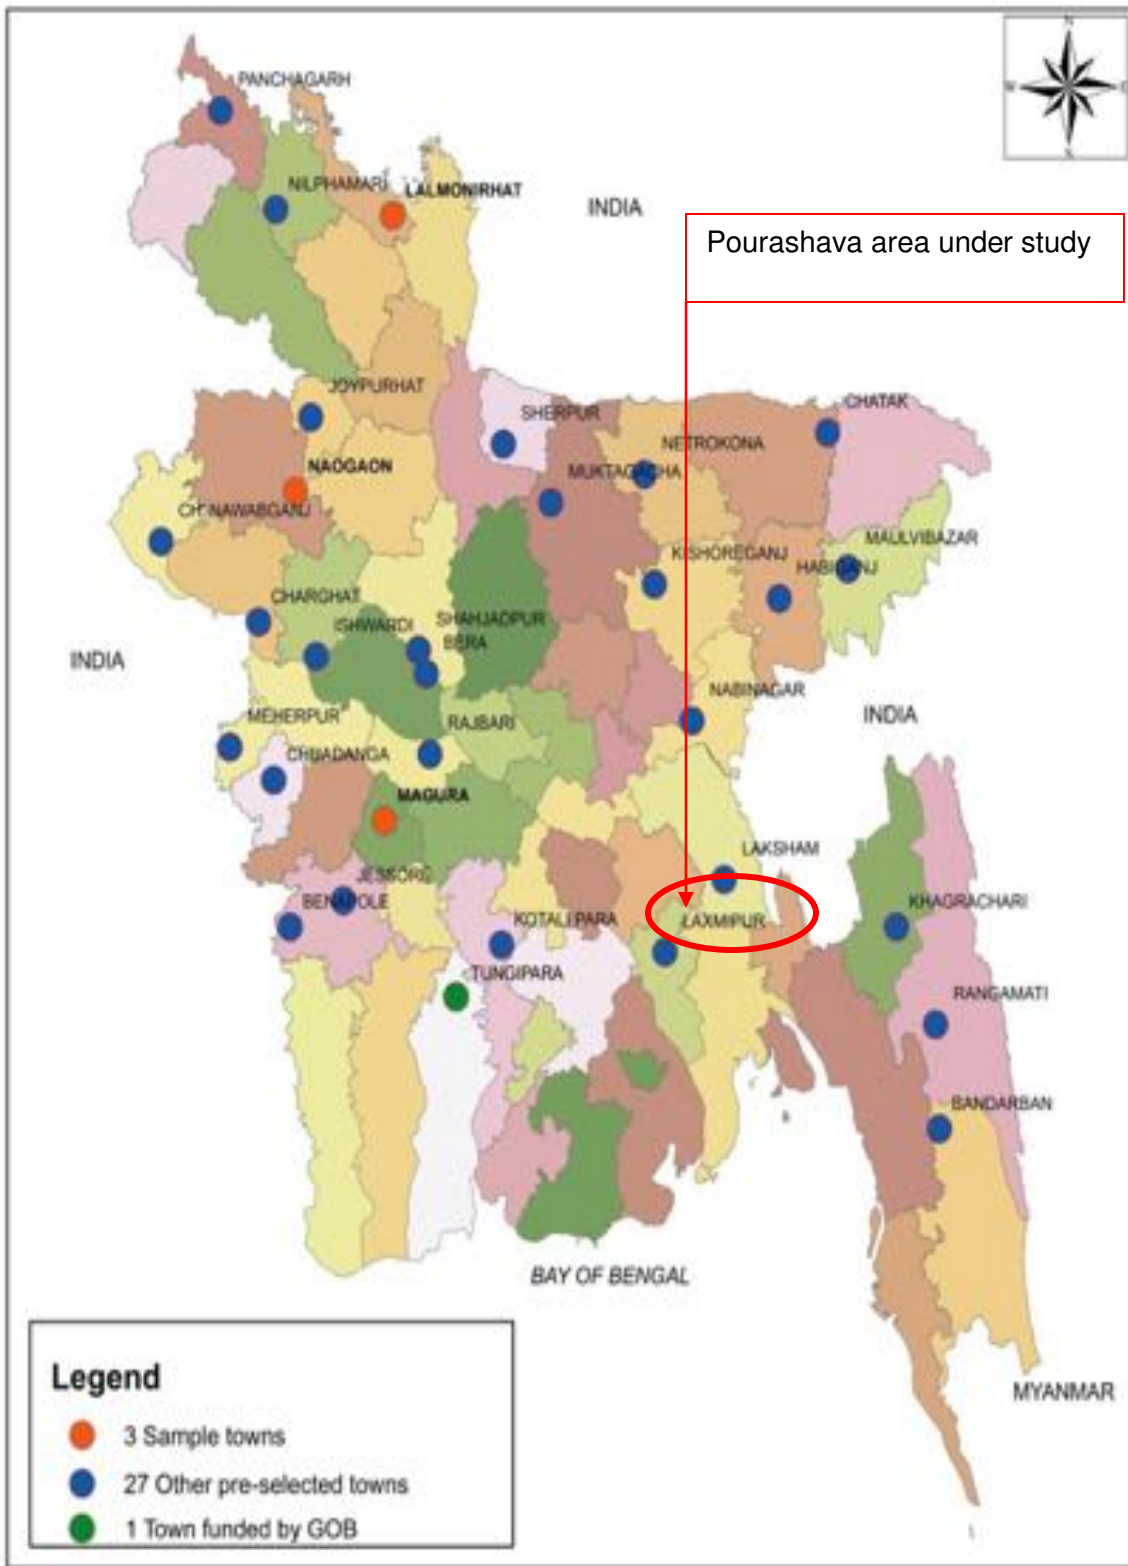 N
W
E
PANCHAGARH
NILPHAMARI
LALMONIRHAT
INDIA
Pourashava area under study
JOYPURHAT
SHERPUR
CHATAK
NETROKONA
NAOGAON
MUKTAGACHA
CH' NAWABGANJ
MAULVIBAZAR
KISHOREGANJ
HABIGANJ
CHARGHAT
ISHWARDI
SHAHJADPUR
BERA
INDIA
NABINAGAR
MEHERPUR
RAJBARI
INDIA
CHUADANGA
MAGURA
LAKSHAM
JESSORE
BENAPOLE
KHAGRACHARI
KOTALI PARA
LAXMIPUR
TUNGIPARA
RANGAMATI
BANDARBAN
BAY OF BENGAL
MYANMAR
Legend
3 Sample towns
27 Other pre-selected towns
1 Town funded by GOB